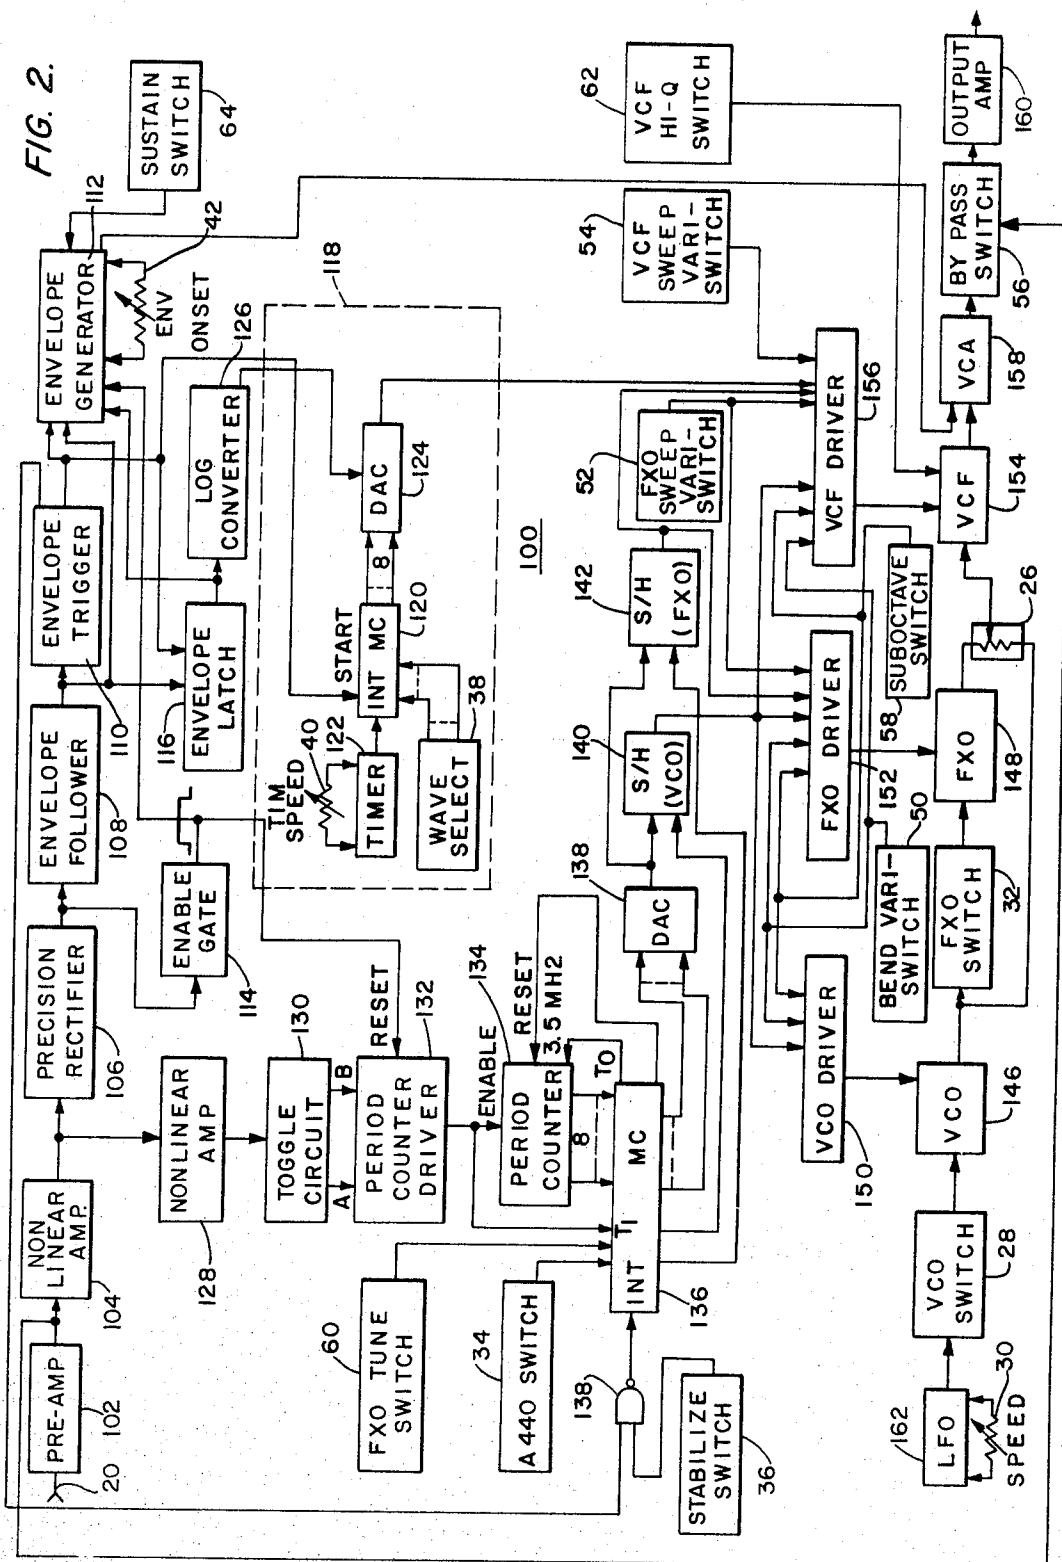 FIG. 2.
SUSTAIN
SWITCH
64
112
42
ENVELOPE
GENERATOR
ENV
ONSET
ENVELOPE
TRIGGER
110
126
LOG
CONVERTER
118
ENVELOPE
FOLLOWER
108
116
ENVELOPE
LATCH
PRECISION
RECTIFIER
106
ENABLE
GATE
114
NON
LINEAR
AMP.
104
PRE-AMP
102
20
NONLINEAR
AMP
128
TOGGLE
CIRCUIT
130
A
B
RESET
PERIOD
COUNTER
DRIVER
132
ENABLE
134
PERIOD
COUNTER
RESET
3.5 MH2
8
TO
TIM
SPEED
40
122
TIMER
START
INT MC
120
WAVE
SELECT
38
8
DAC
124
100
60
FXO TUNE
SWITCH
34
A 440 SWITCH
138
STABILIZE
SWITCH
36
INT
T1
MC
136
138
DAC
140
S/H
(VCO)
142
S/H
(FXO)
52
FXO
SWEEP
VARI-
SWITCH
54
VCF
SWEEP
VARI-
SWITCH
62
VCF
HI-Q
SWITCH
VCO DRIVER
150
FXO DRIVER
152
VCF DRIVER
156
BEND VARI-
SWITCH
50
58
SUBOCTAVE
SWITCH
162
LFO
30
SPEED
VCO
SWITCH
28
VCO
146
FXO
SWITCH
32
FXO
148
26
VCF
154
VCA
158
BY PASS
SWITCH
56
OUTPUT
AMP
160